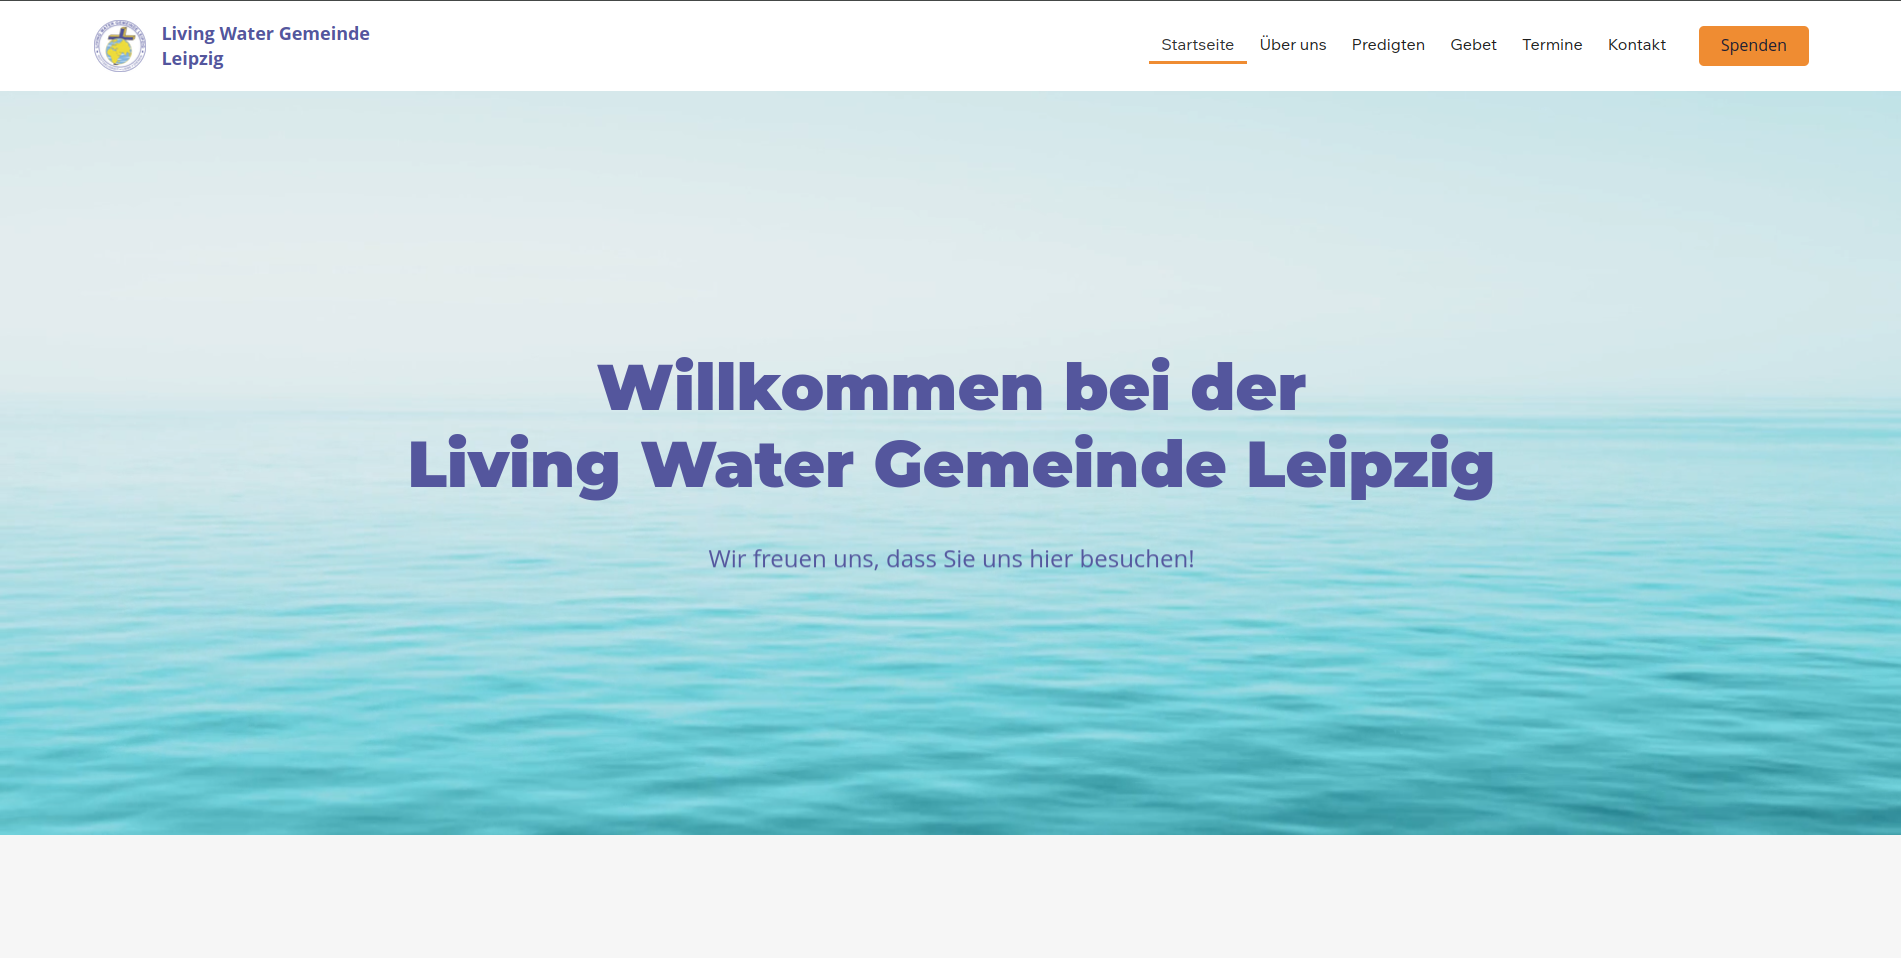 Living Water Gemeinde
Leipzig
Startseite Über uns Predigten Gebet Termine Kontakt Spenden
Willkommen bei der
Living Water Gemeinde Leipzig
Wir freuen uns, dass Sie uns hier besuchen!